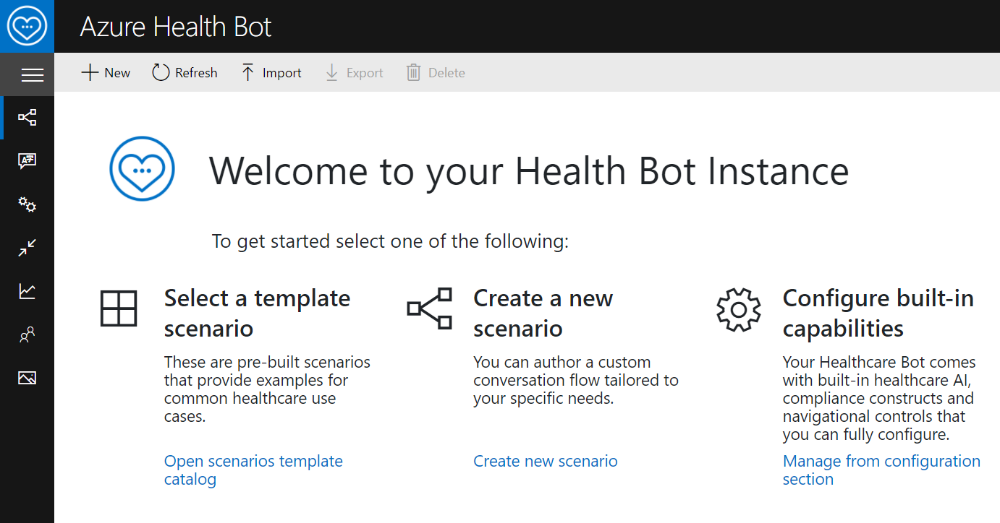 Azure Health Bot
New Refresh Import Export Delete
Welcome to your Health Bot Instance
To get started select one of the following:
Select a template
scenario
These are pre-built scenarios
that provide examples for
common healthcare use
cases.
Open scenarios template
catalog
Create a new
scenario
You can author a custom
conversation flow tailored to
your specific needs.
Create new scenario
Configure built-in
capabilities
Your Healthcare Bot comes
with built-in healthcare AI,
compliance constructs and
navigational controls that
you can fully configure.
Manage from configuration
section